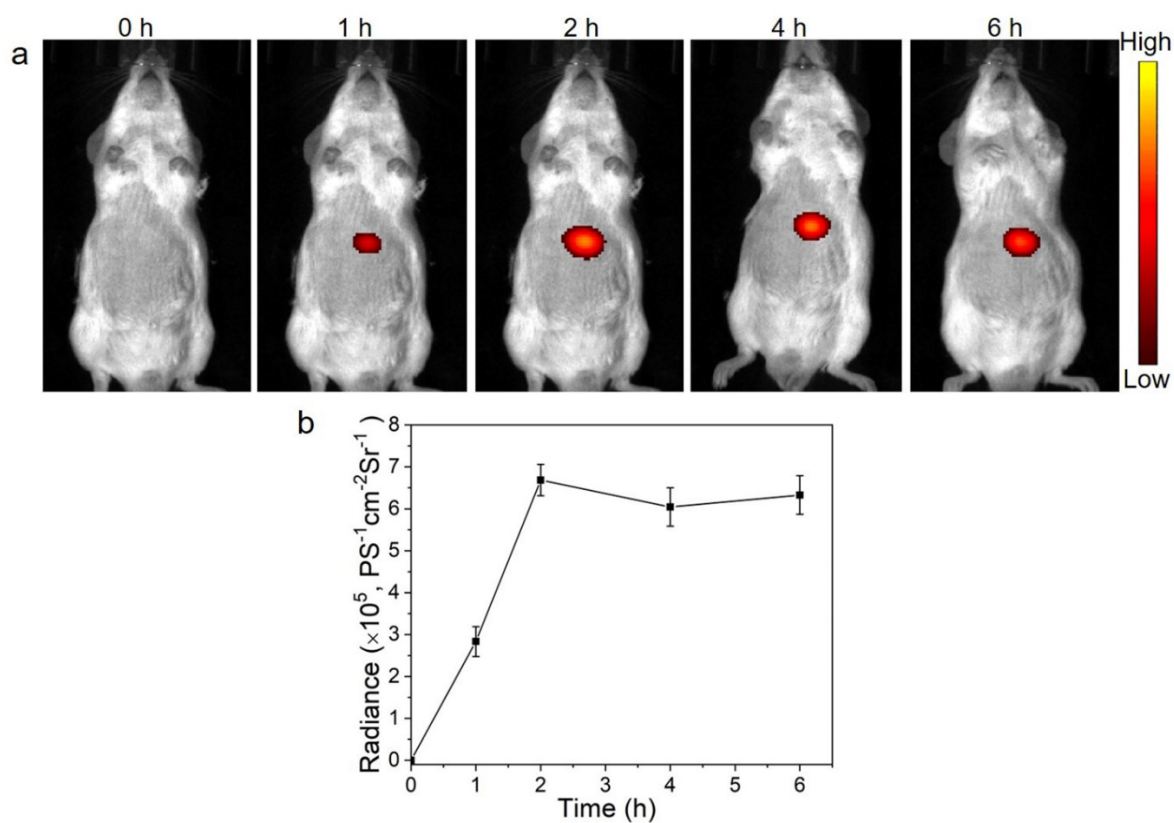 0 h 1 h 2 h 4 h 6 h
a
High
Low
b
Radiance (×10⁵, PS⁻¹cm⁻²Sr⁻¹)
8
7
6
5
4
3
2
1
0
0 1 2 3 4 5 6
Time (h)